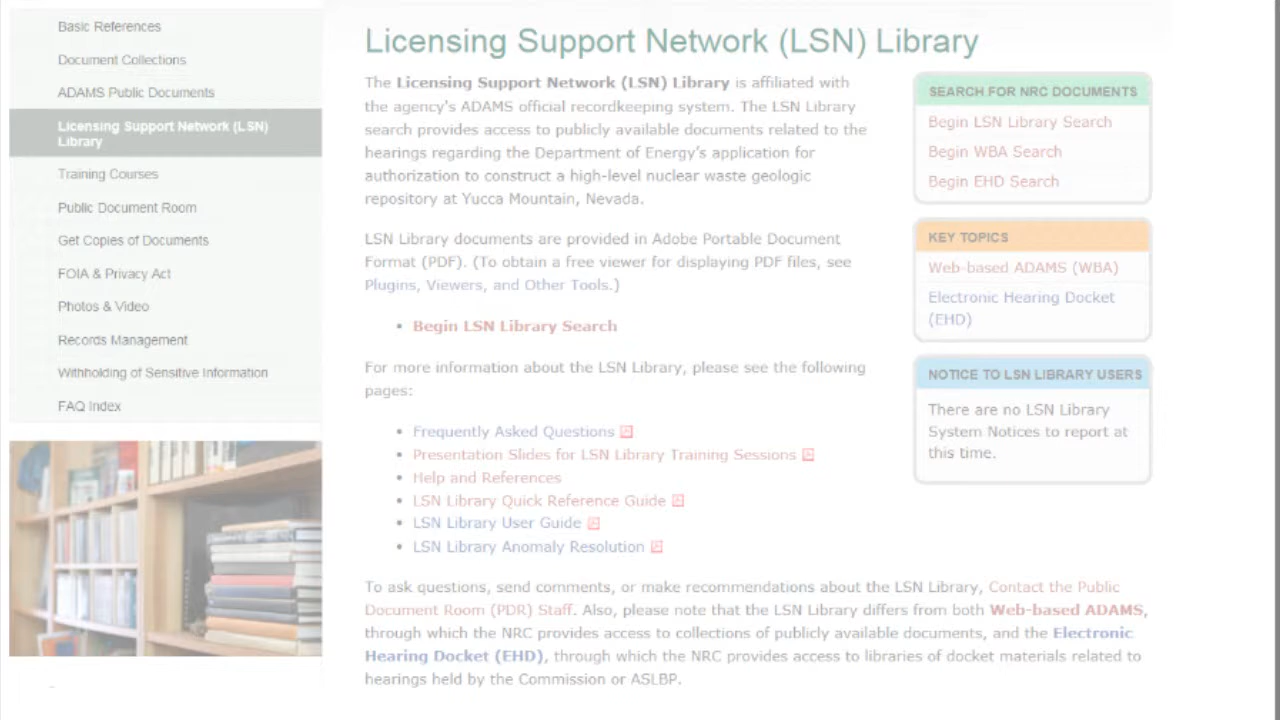 Basic References
Document Collections
ADAMS Public Documents
Licensing Support Network (LSN)
Library
Training Courses
Public Document Room
Get Copies of Documents
FOIA & Privacy Act
Photos & Video
Records Management
Withholding of Sensitive Information
FAQ Index
Licensing Support Network (LSN) Library
The Licensing Support Network (LSN) Library is affiliated with
the agency's ADAMS official recordkeeping system. The LSN Library
search provides access to publicly available documents related to the
hearings regarding the Department of Energy's application for
authorization to construct a high-level nuclear waste geologic
repository at Yucca Mountain, Nevada.
LSN Library documents are provided in Adobe Portable Document
Format (PDF). (To obtain a free viewer for displaying PDF files, see
Plugins, Viewers, and Other Tools.)
• Begin LSN Library Search
For more information about the LSN Library, please see the following
pages:
• Frequently Asked Questions
• Presentation Slides for LSN Library Training Sessions
• Help and References
• LSN Library Quick Reference Guide
• LSN Library User Guide
• LSN Library Anomaly Resolution
To ask questions, send comments, or make recommendations about the LSN Library, Contact the Public
Document Room (PDR) Staff. Also, please note that the LSN Library differs from both Web-based ADAMS,
through which the NRC provides access to collections of publicly available documents, and the Electronic
Hearing Docket (EHD), through which the NRC provides access to libraries of docket materials related to
hearings held by the Commission or ASLBP.
SEARCH FOR NRC DOCUMENTS
Begin LSN Library Search
Begin WBA Search
Begin EHD Search
KEY TOPICS
Web-based ADAMS (WBA)
Electronic Hearing Docket
(EHD)
NOTICE TO LSN LIBRARY USERS
There are no LSN Library
System Notices to report at
this time.